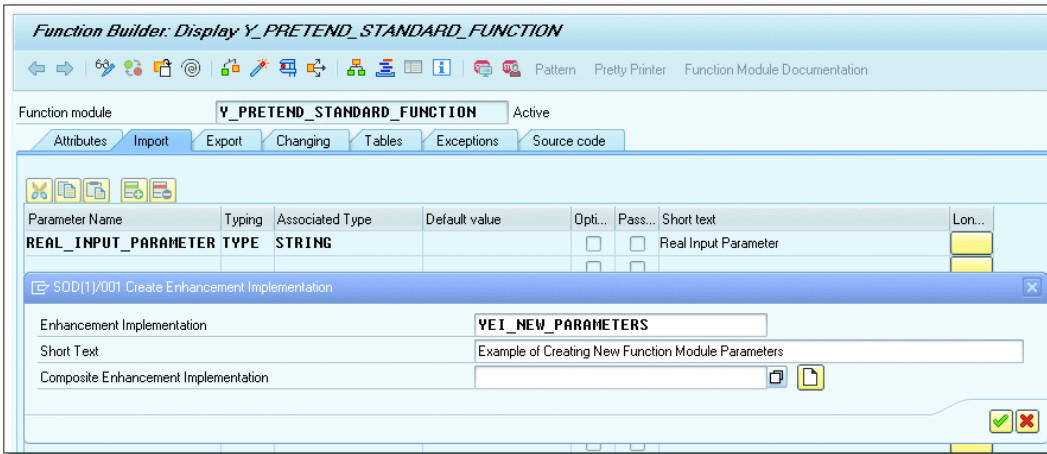 Function Builder: Display Y_PRETEND_STANDARD_FUNCTION
Pattern Pretty Printer Function Module Documentation
Function module Y_PRETEND_STANDARD_FUNCTION Active
Attributes Import Export Changing Tables Exceptions Source code
Parameter Name Typing Associated Type Default value Opti... Pass... Short text Lon...
REAL_INPUT_PARAMETER TYPE STRING Real Input Parameter
SOD(1)/001 Create Enhancement Implementation
Enhancement Implementation YEI_NEW_PARAMETERS
Short Text Example of Creating New Function Module Parameters
Composite Enhancement Implementation